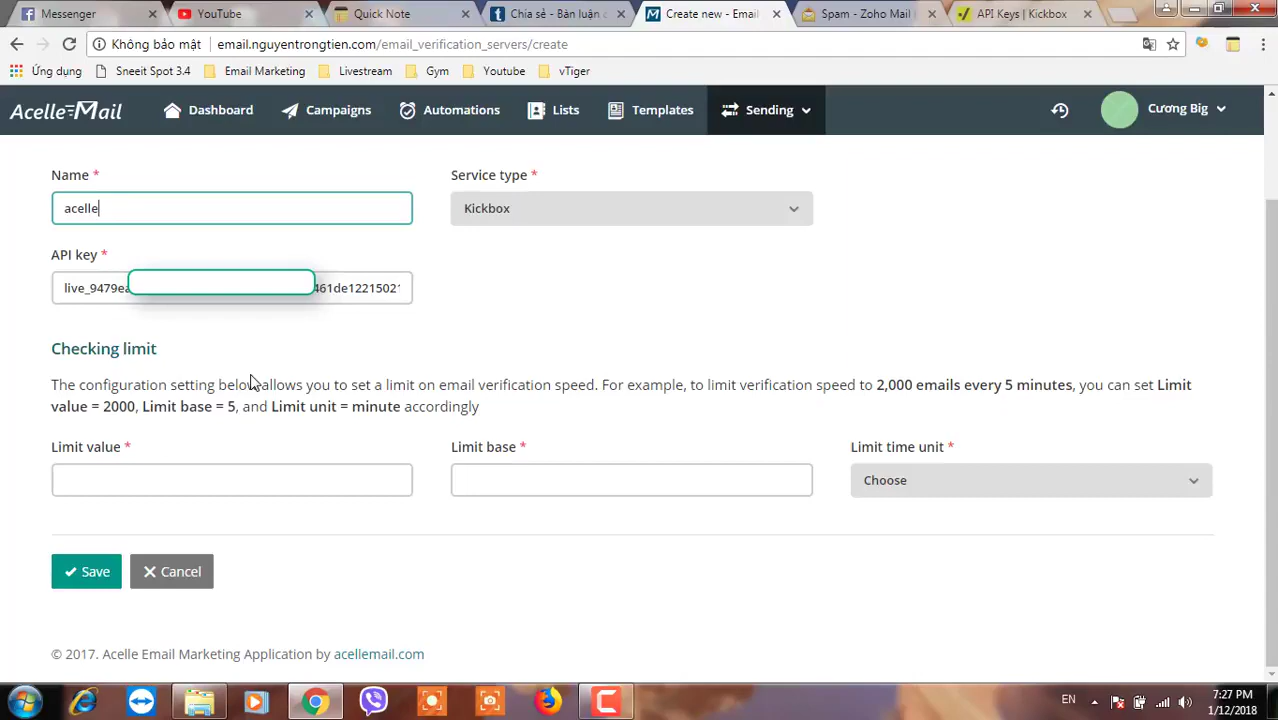 Messenger
YouTube
Quick Note
Chia sẻ – Bàn luận c
Create new - Email
Spam - Zoho Mail (
API Keys | Kickbox
Không bảo mật | email.nguyentrongtien.com/email_verification_servers/create
Ứng dụng
Sneeit Spot 3.4
Email Marketing
Livestream
Gym
Youtube
vTiger
Acelle Mail
Dashboard
Campaigns
Automations
Lists
Templates
Sending
Cương Big
Name *
Service type *
acelle
Kickbox
API key *
live_9479ea 461de12215021
Checking limit
The configuration setting below allows you to set a limit on email verification speed. For example, to limit verification speed to 2,000 emails every 5 minutes, you can set Limit
value = 2000, Limit base = 5, and Limit unit = minute accordingly
Limit value *
Limit base *
Limit time unit *
Choose
Save
Cancel
© 2017. Acelle Email Marketing Application by acellemail.com
EN
7:27 PM
1/12/2018